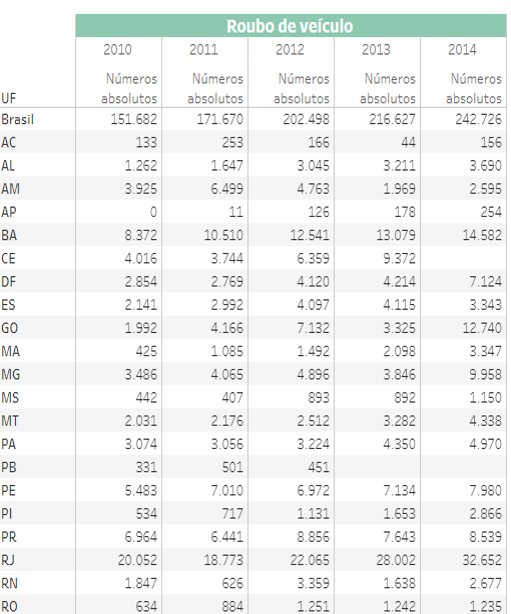 Roubo de veículo
2010 2011 2012 2013 2014
Números Números Números Números Números
UF absolutos absolutos absolutos absolutos absolutos
Brasil 151.682 171.670 202.498 216.627 242.726
AC 133 253 166 44 156
AL 1.262 1.647 3.045 3.211 3.690
AM 3.925 6.499 4.763 1.969 2.595
AP 0 11 126 178 254
BA 8.372 10.510 12.541 13.079 14.582
CE 4.016 3.744 6.359 9.372
DF 2.854 2.769 4.120 4.214 7.124
ES 2.141 2.992 4.097 4.115 3.343
GO 1.992 4.166 7.132 3.325 12.740
MA 425 1.085 1.492 2.098 3.347
MG 3.486 4.065 4.896 3.846 9.958
MS 442 407 893 892 1.150
MT 2.031 2.176 2.512 3.282 4.338
PA 3.074 3.056 3.224 4.350 4.970
PB 331 501 451
PE 5.483 7.010 6.972 7.134 7.980
PI 534 717 1.131 1.653 2.866
PR 6.964 6.441 8.856 7.643 8.539
RJ 20.052 18.773 22.065 28.002 32.652
RN 1.847 626 3.359 1.638 2.677
RO 634 884 1.251 1.242 1.235